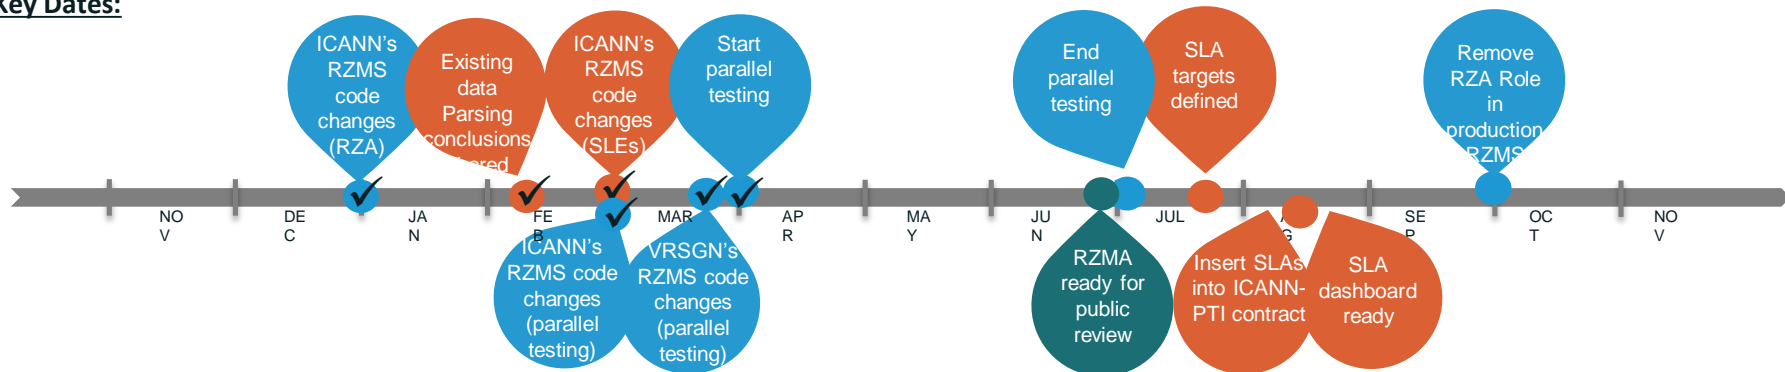 Key Dates:
ICANN's
RZMS
code
changes
(RZA)
Existing
data
Parsing
conclusions
ICANN's
RZMS
code
changes
(SLEs)
Start
parallel
testing
End
parallel
testing
SLA
targets
defined
Remove
RZA Role
in
production
RZMS
NO
V
DE
C
JA
N
FE
B
MAR
AP
R
MA
Y
JU
N
JUL
G
SE
P
OC
T
NO
V
ICANN's
RZMS code
changes
(parallel
testing)
VRSGN's
RZMS code
changes
(parallel
testing)
RZMA
ready for
public
review
Insert SLAs
into ICANN-
PTI contract
SLA
dashboard
ready